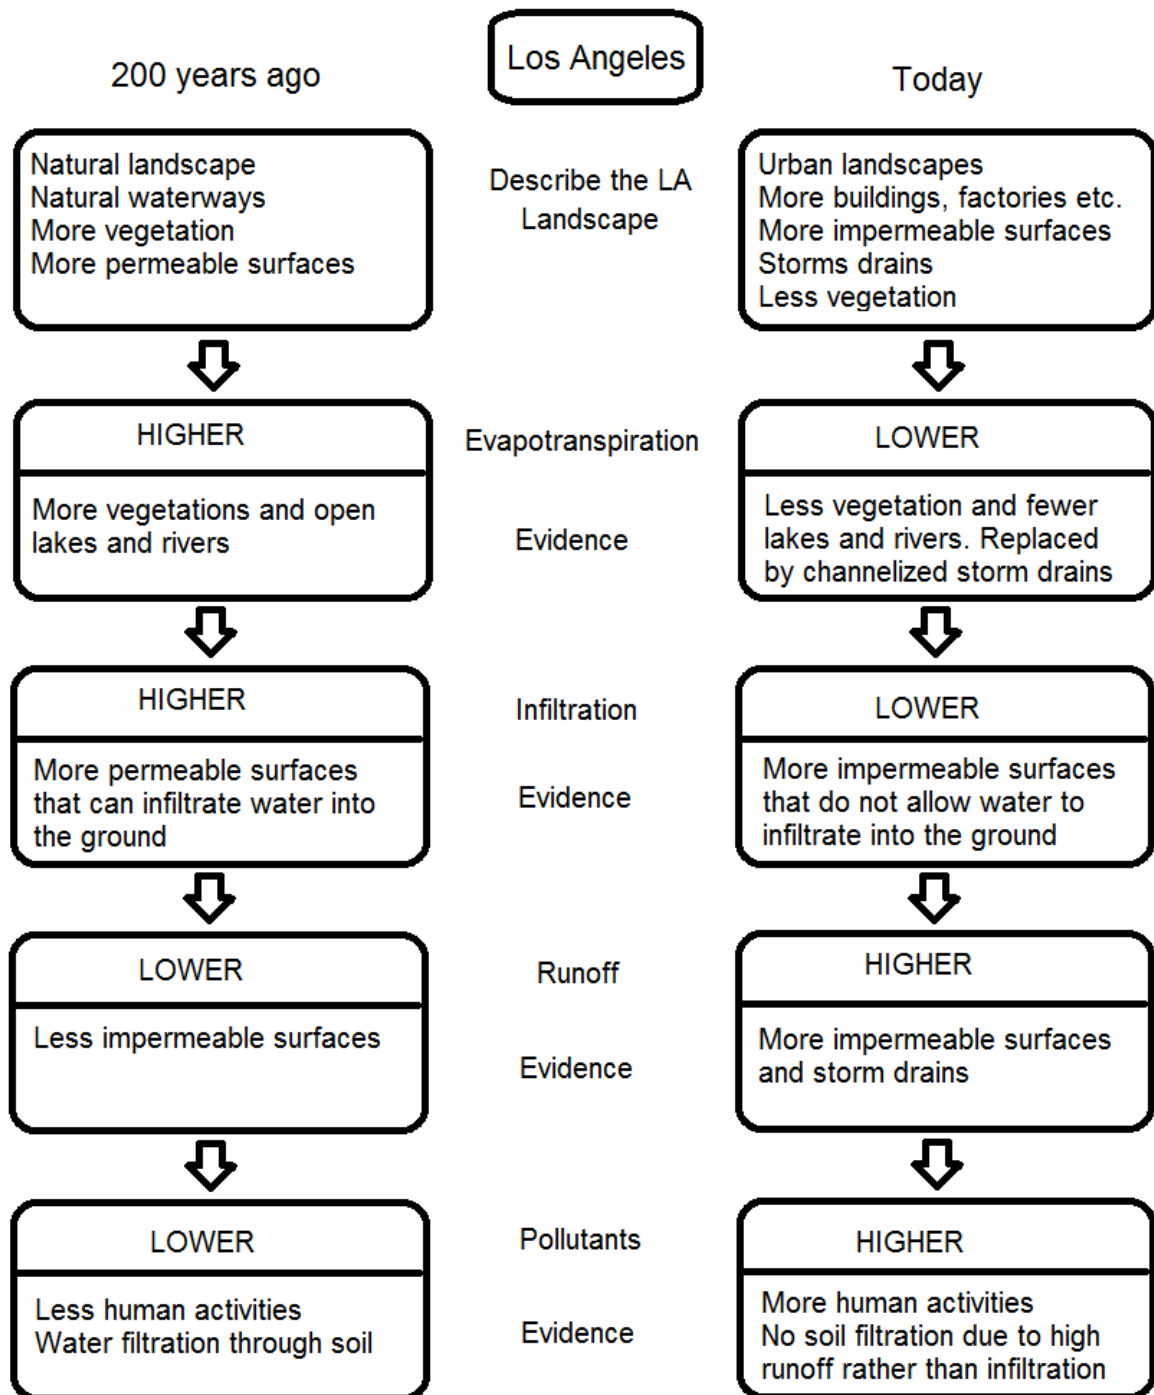 Los Angeles
200 years ago
Today
Natural landscape
Natural waterways
More vegetation
More permeable surfaces
Describe the LA
Landscape
Urban landscapes
More buildings, factories etc.
More impermeable surfaces
Storms drains
Less vegetation
HIGHER
More vegetations and open
lakes and rivers
Evapotranspiration
Evidence
LOWER
Less vegetation and fewer
lakes and rivers. Replaced
by channelized storm drains
HIGHER
More permeable surfaces
that can infiltrate water into
the ground
Infiltration
Evidence
LOWER
More impermeable surfaces
that do not allow water to
infiltrate into the ground
LOWER
Less impermeable surfaces
Runoff
Evidence
HIGHER
More impermeable surfaces
and storm drains
LOWER
Less human activities
Water filtration through soil
Pollutants
Evidence
HIGHER
More human activities
No soil filtration due to high
runoff rather than infiltration